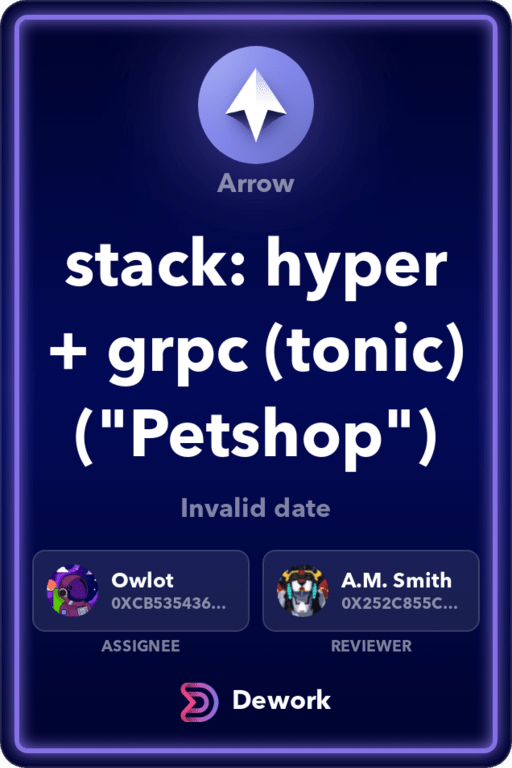 Arrow
stack: hyper
+ grpc (tonic)
("Petshop")
Invalid date
Owlot
0XCB535436...
ASSIGNEE
A.M. Smith
0X252C855C...
REVIEWER
Dework